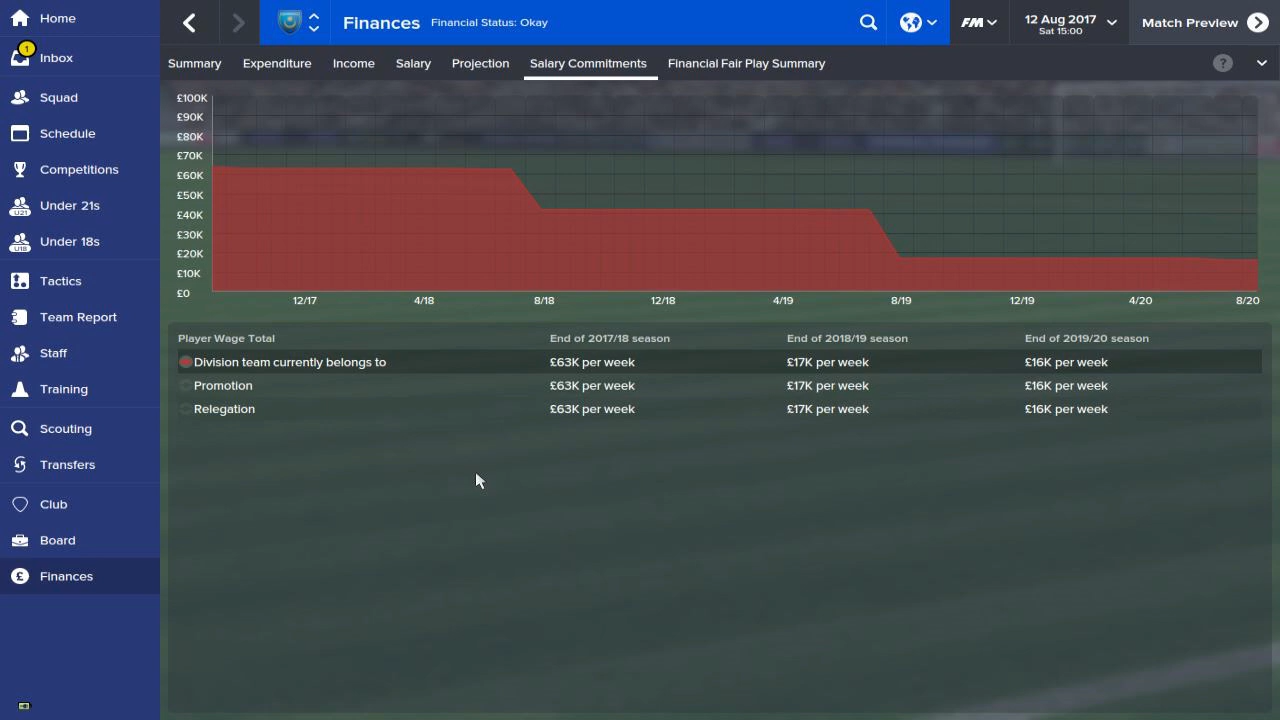 Home
1
Inbox
Squad
Schedule
Competitions
U21
Under 21s
U18
Under 18s
Tactics
Team Report
Staff
Training
Scouting
Transfers
Club
Board
£
Finances
Finances Financial Status: Okay
FM
12 Aug 2017
Sat 15:00
Match Preview
Summary Expenditure Income Salary Projection Salary Commitments Financial Fair Play Summary ?
£100K
£90K
£80K
£70K
£60K
£50K
£40K
£30K
£20K
£10K
£0
12/17 4/18 8/18 12/18 4/19 8/19 12/19 4/20 8/20
Player Wage Total End of 2017/18 season End of 2018/19 season End of 2019/20 season
Division team currently belongs to £63K per week £17K per week £16K per week
Promotion £63K per week £17K per week £16K per week
Relegation £63K per week £17K per week £16K per week